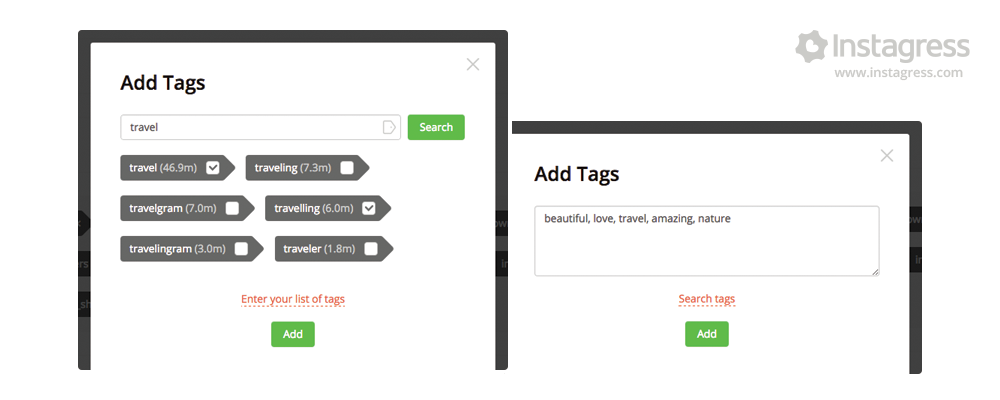 Instagress
www.instagress.com
Add Tags
travel
Search
travel (46.9m)
traveling (7.3m)
travelgram (7.0m)
travelling (6.0m)
travelingram (3.0m)
traveler (1.8m)
Enter your list of tags
Add
Add Tags
beautiful, love, travel, amazing, nature
Search tags
Add